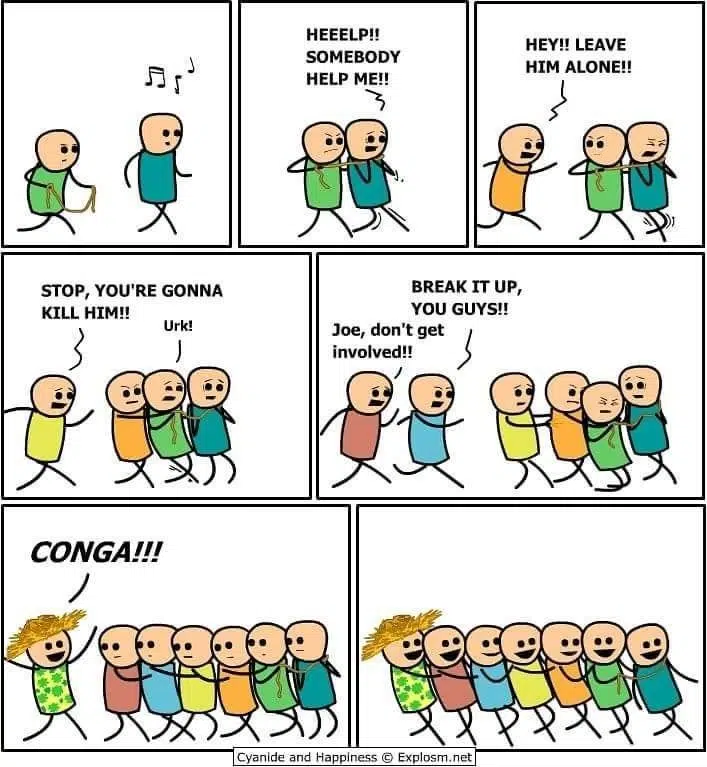 HEEELP!!
SOMEBODY
HELP ME!!
HEY!! LEAVE
HIM ALONE!!
STOP, YOU'RE GONNA
KILL HIM!!
Urk!
BREAK IT UP,
YOU GUYS!!
Joe, don't get
involved!!
CONGA!!!
Cyanide and Happiness © Explosm.net